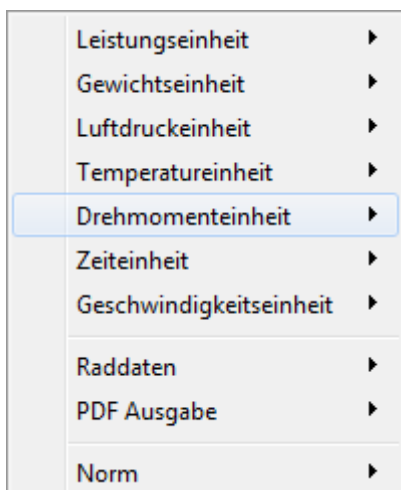 Leistungseinheit
Gewichtseinheit
Luftdruckeinheit
Temperatureinheit
Drehmomenteinheit
Zeiteinheit
Geschwindigkeitseinheit
Raddaten
PDF Ausgabe
Norm